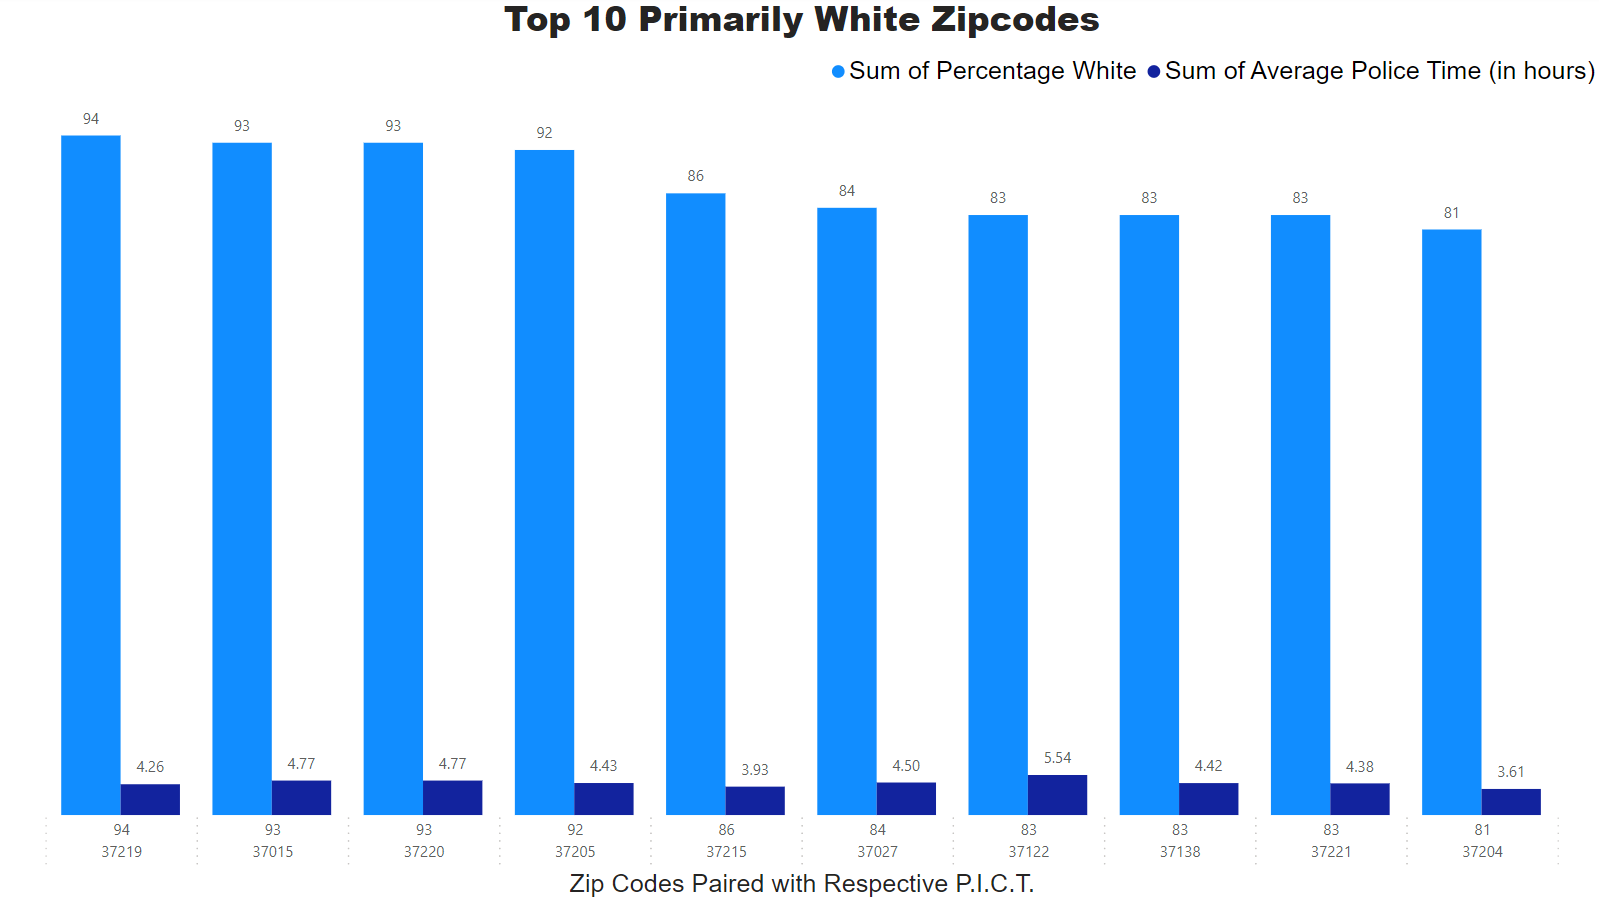 Top 10 Primarily White Zipcodes
Sum of Percentage White Sum of Average Police Time (in hours)
94 93 93 92 86 84 83 83 83 81
4.26 4.77 4.77 4.43 3.93 4.50 5.54 4.42 4.38 3.61
94 93 93 92 86 84 83 83 83 81
37219 37015 37220 37205 37215 37027 37122 37138 37221 37204
Zip Codes Paired with Respective P.I.C.T.